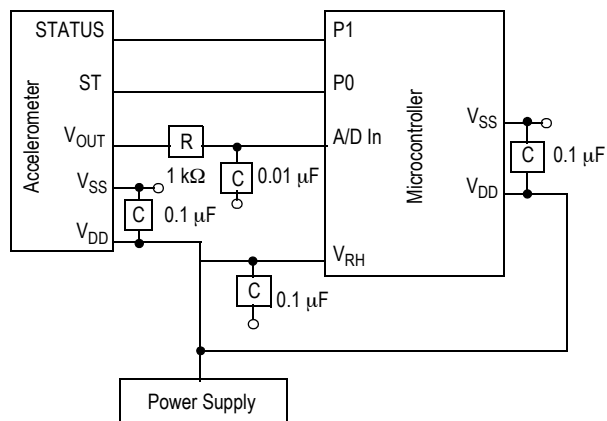 STATUS
P1
ST
P0
VOUT
R
A/D In
1 kΩ
C
0.01 μF
Accelerometer
Microcontroller
VSS
C
0.1 μF
VDD
VSS
C
0.1 μF
VDD
VRH
C
0.1 μF
Power Supply